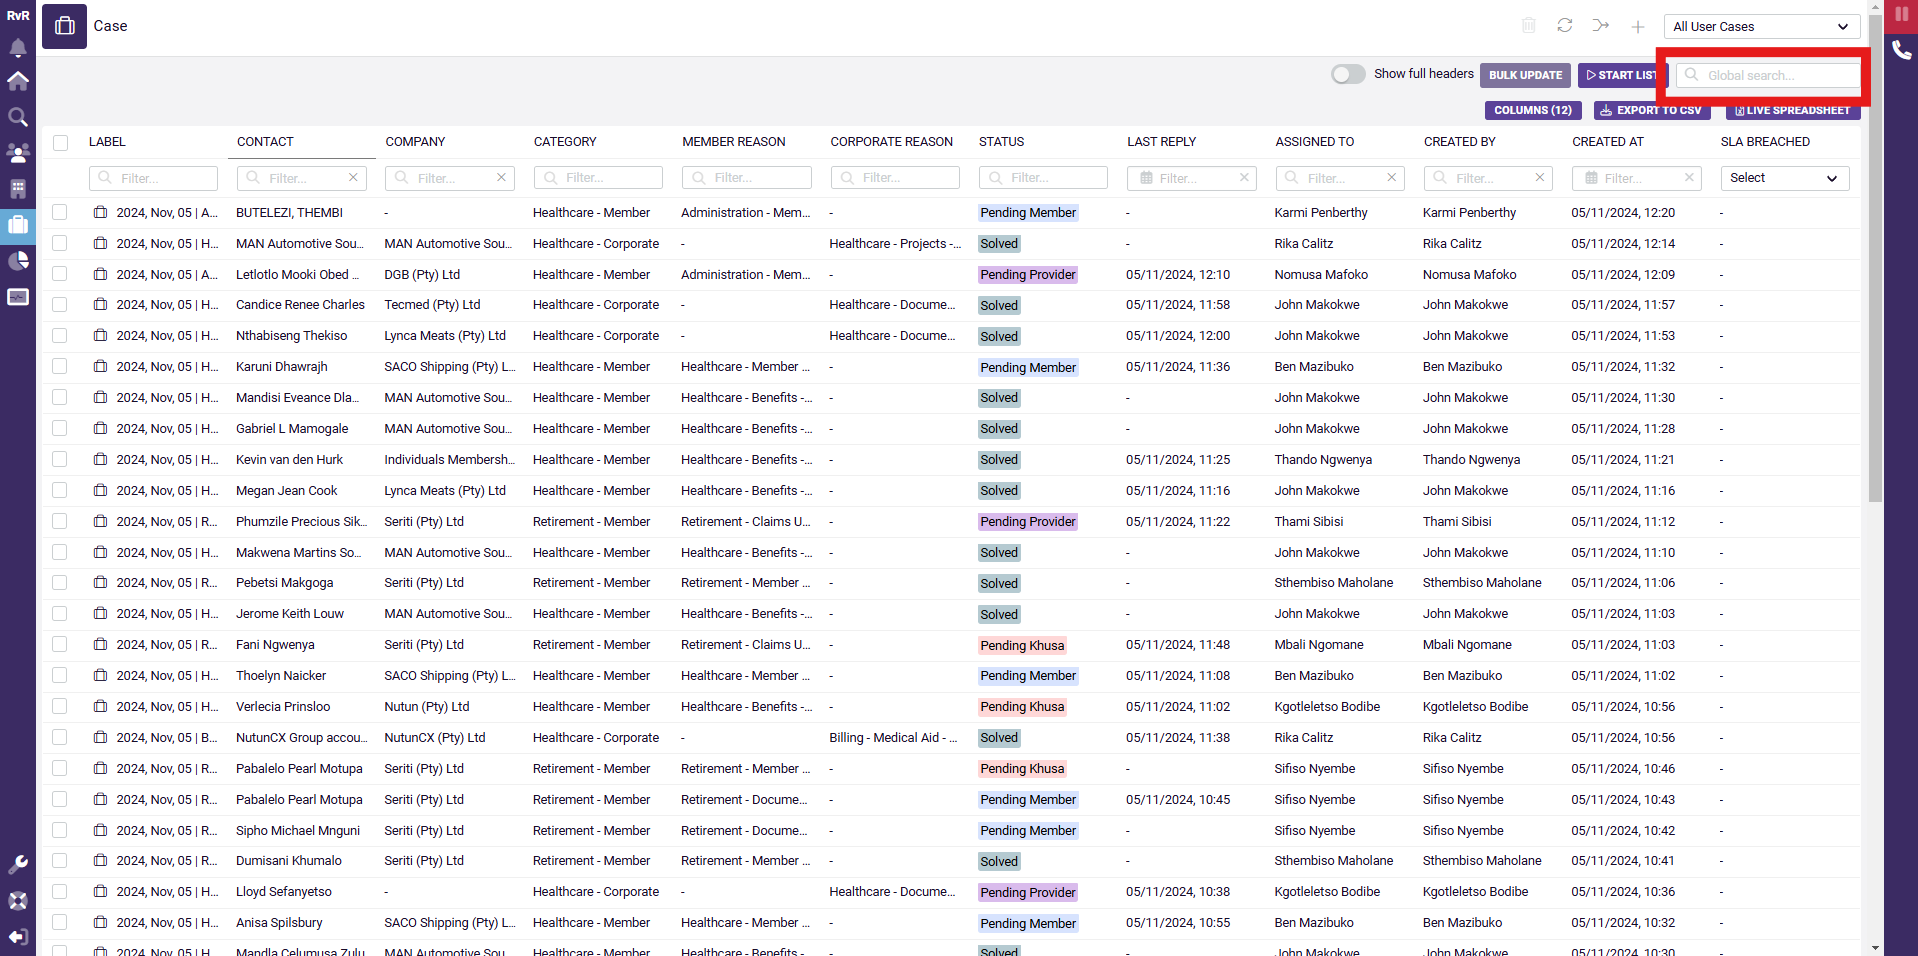 RvR
Case
All User Cases
Show full headers BULK UPDATE START LIST Global search...
COLUMNS (12) EXPORT TO CSV LIVE SPREADSHEET
LABEL CONTACT COMPANY CATEGORY MEMBER REASON CORPORATE REASON STATUS LAST REPLY ASSIGNED TO CREATED BY CREATED AT SLA BREACHED
Filter... Filter... Filter... Filter... Filter... Filter... Filter... Filter... Filter... Filter... Filter... Select
2024, Nov, 05 | A... BUTELEZI, THEMBI - Healthcare - Member Administration - Mem... - Pending Member - Karmi Penberthy Karmi Penberthy 05/11/2024, 12:20 -
2024, Nov, 05 | H... MAN Automotive Sou... MAN Automotive Sou... Healthcare - Corporate - Healthcare - Projects -... Solved - Rika Calitz Rika Calitz 05/11/2024, 12:14 -
2024, Nov, 05 | A... Letlotlo Mooki Obed ... DGB (Pty) Ltd Healthcare - Member Administration - Mem... - Pending Provider 05/11/2024, 12:10 Nomusa Mafoko Nomusa Mafoko 05/11/2024, 12:09 -
2024, Nov, 05 | H... Candice Renee Charles Tecmed (Pty) Ltd Healthcare - Corporate - Healthcare - Docume... Solved 05/11/2024, 11:58 John Makokwe John Makokwe 05/11/2024, 11:57 -
2024, Nov, 05 | H... Nthabiseng Thekiso Lynca Meats (Pty) Ltd Healthcare - Corporate - Healthcare - Docume... Solved 05/11/2024, 12:00 John Makokwe John Makokwe 05/11/2024, 11:53 -
2024, Nov, 05 | H... Karuni Dhawrajh SACO Shipping (Pty) L... Healthcare - Member Healthcare - Member ... - Pending Member 05/11/2024, 11:36 Ben Mazibuko Ben Mazibuko 05/11/2024, 11:32 -
2024, Nov, 05 | H... Mandisi Eveance Dla... MAN Automotive Sou... Healthcare - Member Healthcare - Benefits -... - Solved - John Makokwe John Makokwe 05/11/2024, 11:30 -
2024, Nov, 05 | H... Gabriel L Mamogale MAN Automotive Sou... Healthcare - Member Healthcare - Benefits -... - Solved - John Makokwe John Makokwe 05/11/2024, 11:28 -
2024, Nov, 05 | H... Kevin van den Hurk Individuals Membersh... Healthcare - Member Healthcare - Benefits -... - Solved 05/11/2024, 11:25 Thando Ngwenya Thando Ngwenya 05/11/2024, 11:21 -
2024, Nov, 05 | H... Megan Jean Cook Lynca Meats (Pty) Ltd Healthcare - Member Healthcare - Benefits -... - Solved 05/11/2024, 11:16 John Makokwe John Makokwe 05/11/2024, 11:16 -
2024, Nov, 05 | R... Phumzile Precious Sik... Seriti (Pty) Ltd Retirement - Member Retirement - Claims U... - Pending Provider 05/11/2024, 11:22 Thami Sibisi Thami Sibisi 05/11/2024, 11:12 -
2024, Nov, 05 | H... Makwena Martins So... MAN Automotive Sou... Healthcare - Member Healthcare - Benefits -... - Solved - John Makokwe John Makokwe 05/11/2024, 11:10 -
2024, Nov, 05 | R... Pebetsi Makgoga Seriti (Pty) Ltd Retirement - Member Retirement - Member ... - Solved - Sthembiso Maholane Sthembiso Maholane 05/11/2024, 11:06 -
2024, Nov, 05 | H... Jerome Keith Louw MAN Automotive Sou... Healthcare - Member Healthcare - Benefits -... - Solved - John Makokwe John Makokwe 05/11/2024, 11:03 -
2024, Nov, 05 | R... Fani Ngwenya Seriti (Pty) Ltd Retirement - Member Retirement - Claims U... - Pending Khusa 05/11/2024, 11:48 Mbali Ngomane Mbali Ngomane 05/11/2024, 11:03 -
2024, Nov, 05 | H... Thoelyn Naicker SACO Shipping (Pty) L... Healthcare - Member Healthcare - Member ... - Pending Member 05/11/2024, 11:08 Ben Mazibuko Ben Mazibuko 05/11/2024, 11:02 -
2024, Nov, 05 | H... Verlecia Prinsloo Nutun (Pty) Ltd Healthcare - Member Healthcare - Benefits -... - Pending Khusa 05/11/2024, 11:02 Kgotleletso Bodibe Kgotleletso Bodibe 05/11/2024, 10:56 -
2024, Nov, 05 | B... NutunCX Group accou... NutunCX (Pty) Ltd Healthcare - Corporate - Billing - Medical Aid - ... Solved 05/11/2024, 11:38 Rika Calitz Rika Calitz 05/11/2024, 10:56 -
2024, Nov, 05 | R... Pabalelo Pearl Motupa Seriti (Pty) Ltd Retirement - Member Retirement - Member ... - Pending Khusa - Sifiso Nyembe Sifiso Nyembe 05/11/2024, 10:46 -
2024, Nov, 05 | R... Pabalelo Pearl Motupa Seriti (Pty) Ltd Retirement - Member Retirement - Docume... - Pending Member 05/11/2024, 10:45 Sifiso Nyembe Sifiso Nyembe 05/11/2024, 10:43 -
2024, Nov, 05 | R... Sipho Michael Mnguni Seriti (Pty) Ltd Retirement - Member Retirement - Docume... - Pending Member - Sifiso Nyembe Sifiso Nyembe 05/11/2024, 10:42 -
2024, Nov, 05 | R... Dumisani Khumalo Seriti (Pty) Ltd Retirement - Member Retirement - Member ... - Solved - Sthembiso Maholane Sthembiso Maholane 05/11/2024, 10:41 -
2024, Nov, 05 | H... Lloyd Sefanyetso - Healthcare - Corporate - Healthcare - Docume... Pending Provider 05/11/2024, 10:38 Kgotleletso Bodibe Kgotleletso Bodibe 05/11/2024, 10:36 -
2024, Nov, 05 | H... Anisa Spilsbury SACO Shipping (Pty) L... Healthcare - Member Healthcare - Member ... - Pending Member 05/11/2024, 10:55 Ben Mazibuko Ben Mazibuko 05/11/2024, 10:32 -
2024, Nov, 05 | H... Mandla Celumusa Zulu MAN Automotive Sou... Healthcare - Member Healthcare - Benefits -... - Solved - John Makokwe John Makokwe 05/11/2024, 10:30 -